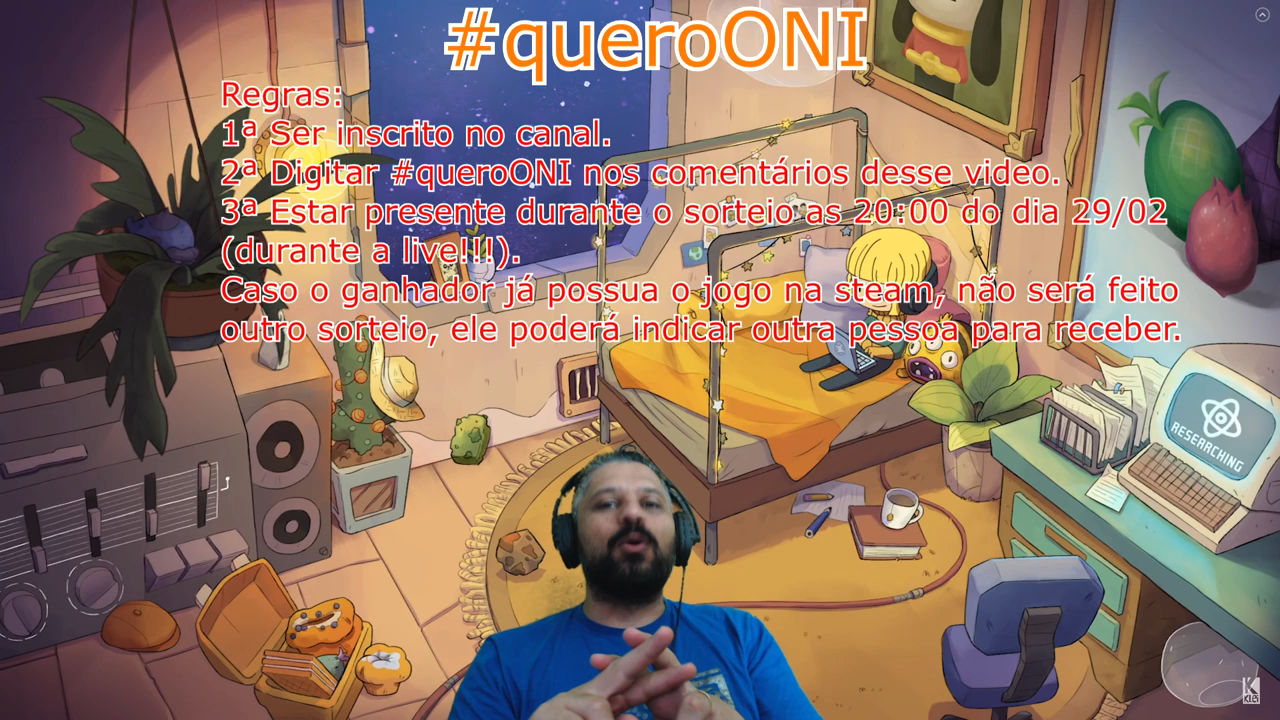 #queroONI
Regras:
1ª Ser inscrito no canal.
2ª Digitar #queroONI nos comentários desse video.
3ª Estar presente durante o sorteio as 20:00 do dia 29/02
(durante a live!!!).
Caso o ganhador já possua o jogo na steam, não será feito
outro sorteio, ele poderá indicar outra pessoa para receber.
RESEARCHING
KLEi